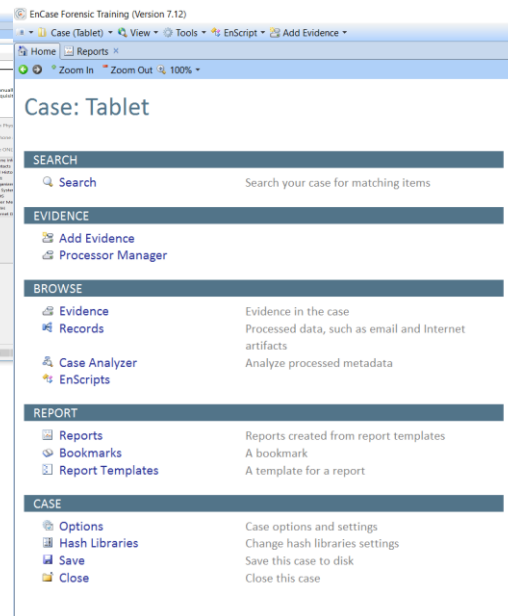 EnCase Forensic Training (Version 7.12)
Case (Tablet) View Tools EnScript Add Evidence
Home Reports
Zoom In Zoom Out 100%
Case: Tablet
SEARCH
Search Search your case for matching items
EVIDENCE
Add Evidence
Processor Manager
BROWSE
Evidence Evidence in the case
Records Processed data, such as email and Internet
artifacts
Case Analyzer Analyze processed metadata
EnScripts
REPORT
Reports Reports created from report templates
Bookmarks A bookmark
Report Templates A template for a report
CASE
Options Case options and settings
Hash Libraries Change hash libraries settings
Save Save this case to disk
Close Close this case